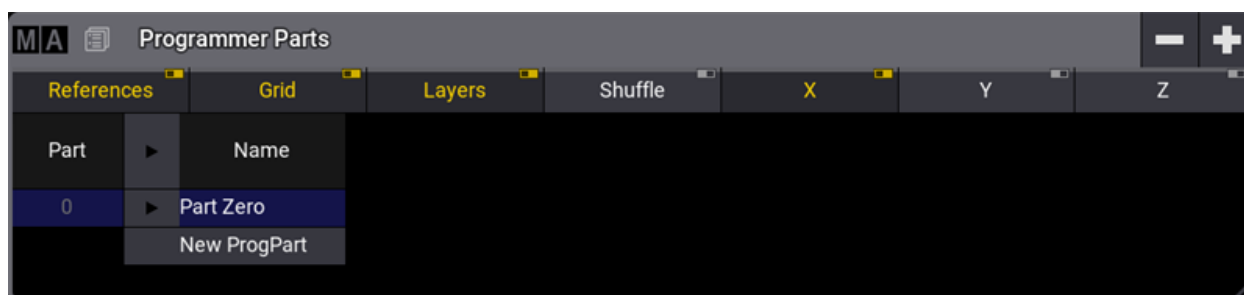 MA Programmer Parts
References Grid Layers Shuffle X Y Z
Part Name
0 Part Zero
New ProgPart